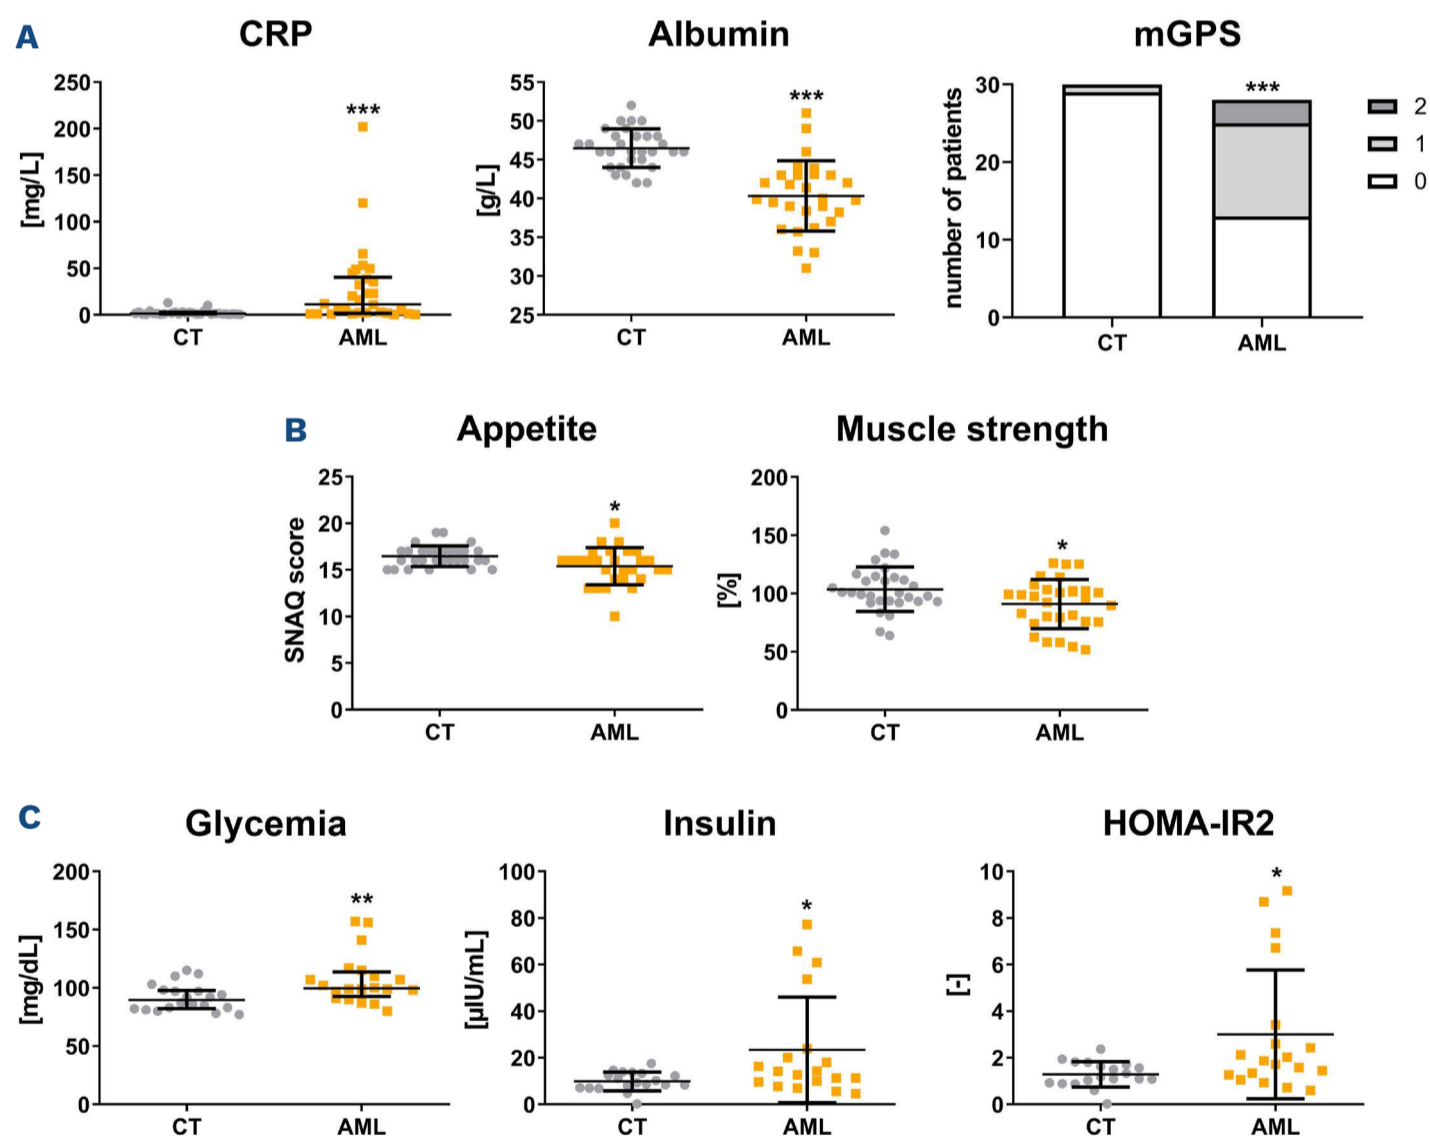 A
CRP
Albumin
mGPS
[mg/L]
250
200
150
100
50
0
***
CT
AML
[g/L]
55
50
45
40
35
30
25
***
CT
AML
number of patients
30
20
10
0
***
CT
AML
2
1
0
B
Appetite
Muscle strength
SNAQ score
25
20
15
10
5
0
*
CT
AML
[%]
200
150
100
50
0
*
CT
AML
C
Glycemia
Insulin
HOMA-IR2
[mg/dL]
200
150
100
50
0
**
CT
AML
[µIU/mL]
100
80
60
40
20
0
*
CT
AML
[-]
10
8
6
4
2
0
*
CT
AML